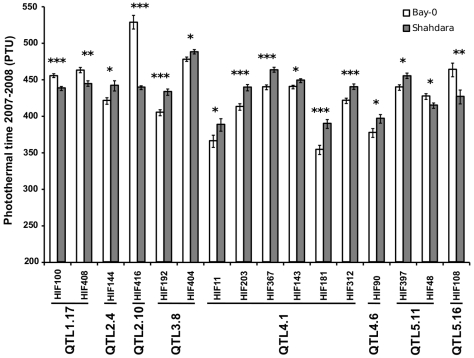 Photothermal time 2007-2008 (PTU)
550
500
450
400
350
300
250
200
Bay-0
Shahdara
*** ** * *** *** * * *** *** * *** *** * * * **
HIF100 HIF408 HIF144 HIF416 HIF192 HIF404 HIF11 HIF203 HIF367 HIF143 HIF181 HIF312 HIF90 HIF397 HIF48 HIF108
QTL1.17 QTL2.4 QTL2.10 QTL3.8 QTL4.1 QTL4.6 QTL5.11 QTL5.16